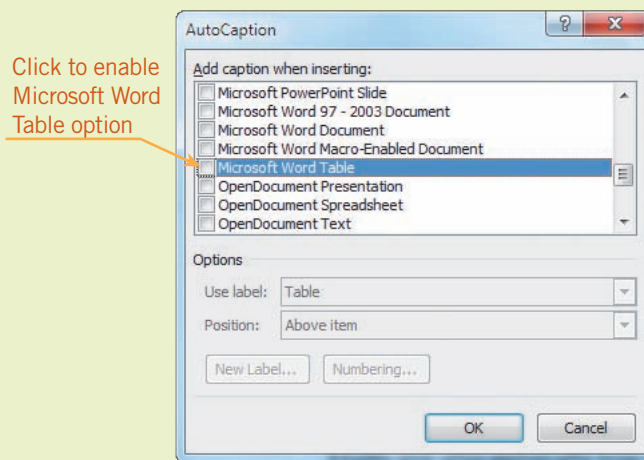 AutoCaption
Click to enable
Microsoft Word
Table option
Add caption when inserting:
Microsoft PowerPoint Slide
Microsoft Word 97 - 2003 Document
Microsoft Word Document
Microsoft Word Macro-Enabled Document
Microsoft Word Table
OpenDocument Presentation
OpenDocument Spreadsheet
OpenDocument Text
Options
Use label: Table
Position: Above item
New Label... Numbering...
OK Cancel